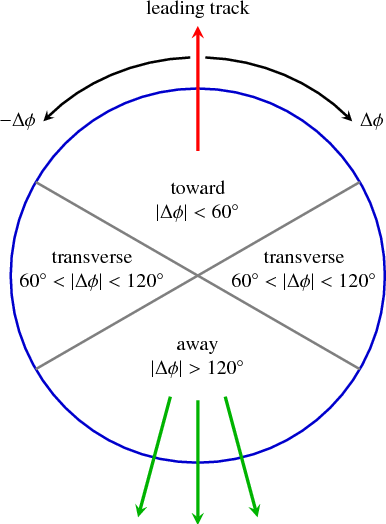 leading track
−Δϕ
Δϕ
toward
|Δϕ| < 60°
transverse
60° < |Δϕ| < 120°
transverse
60° < |Δϕ| < 120°
away
|Δϕ| > 120°